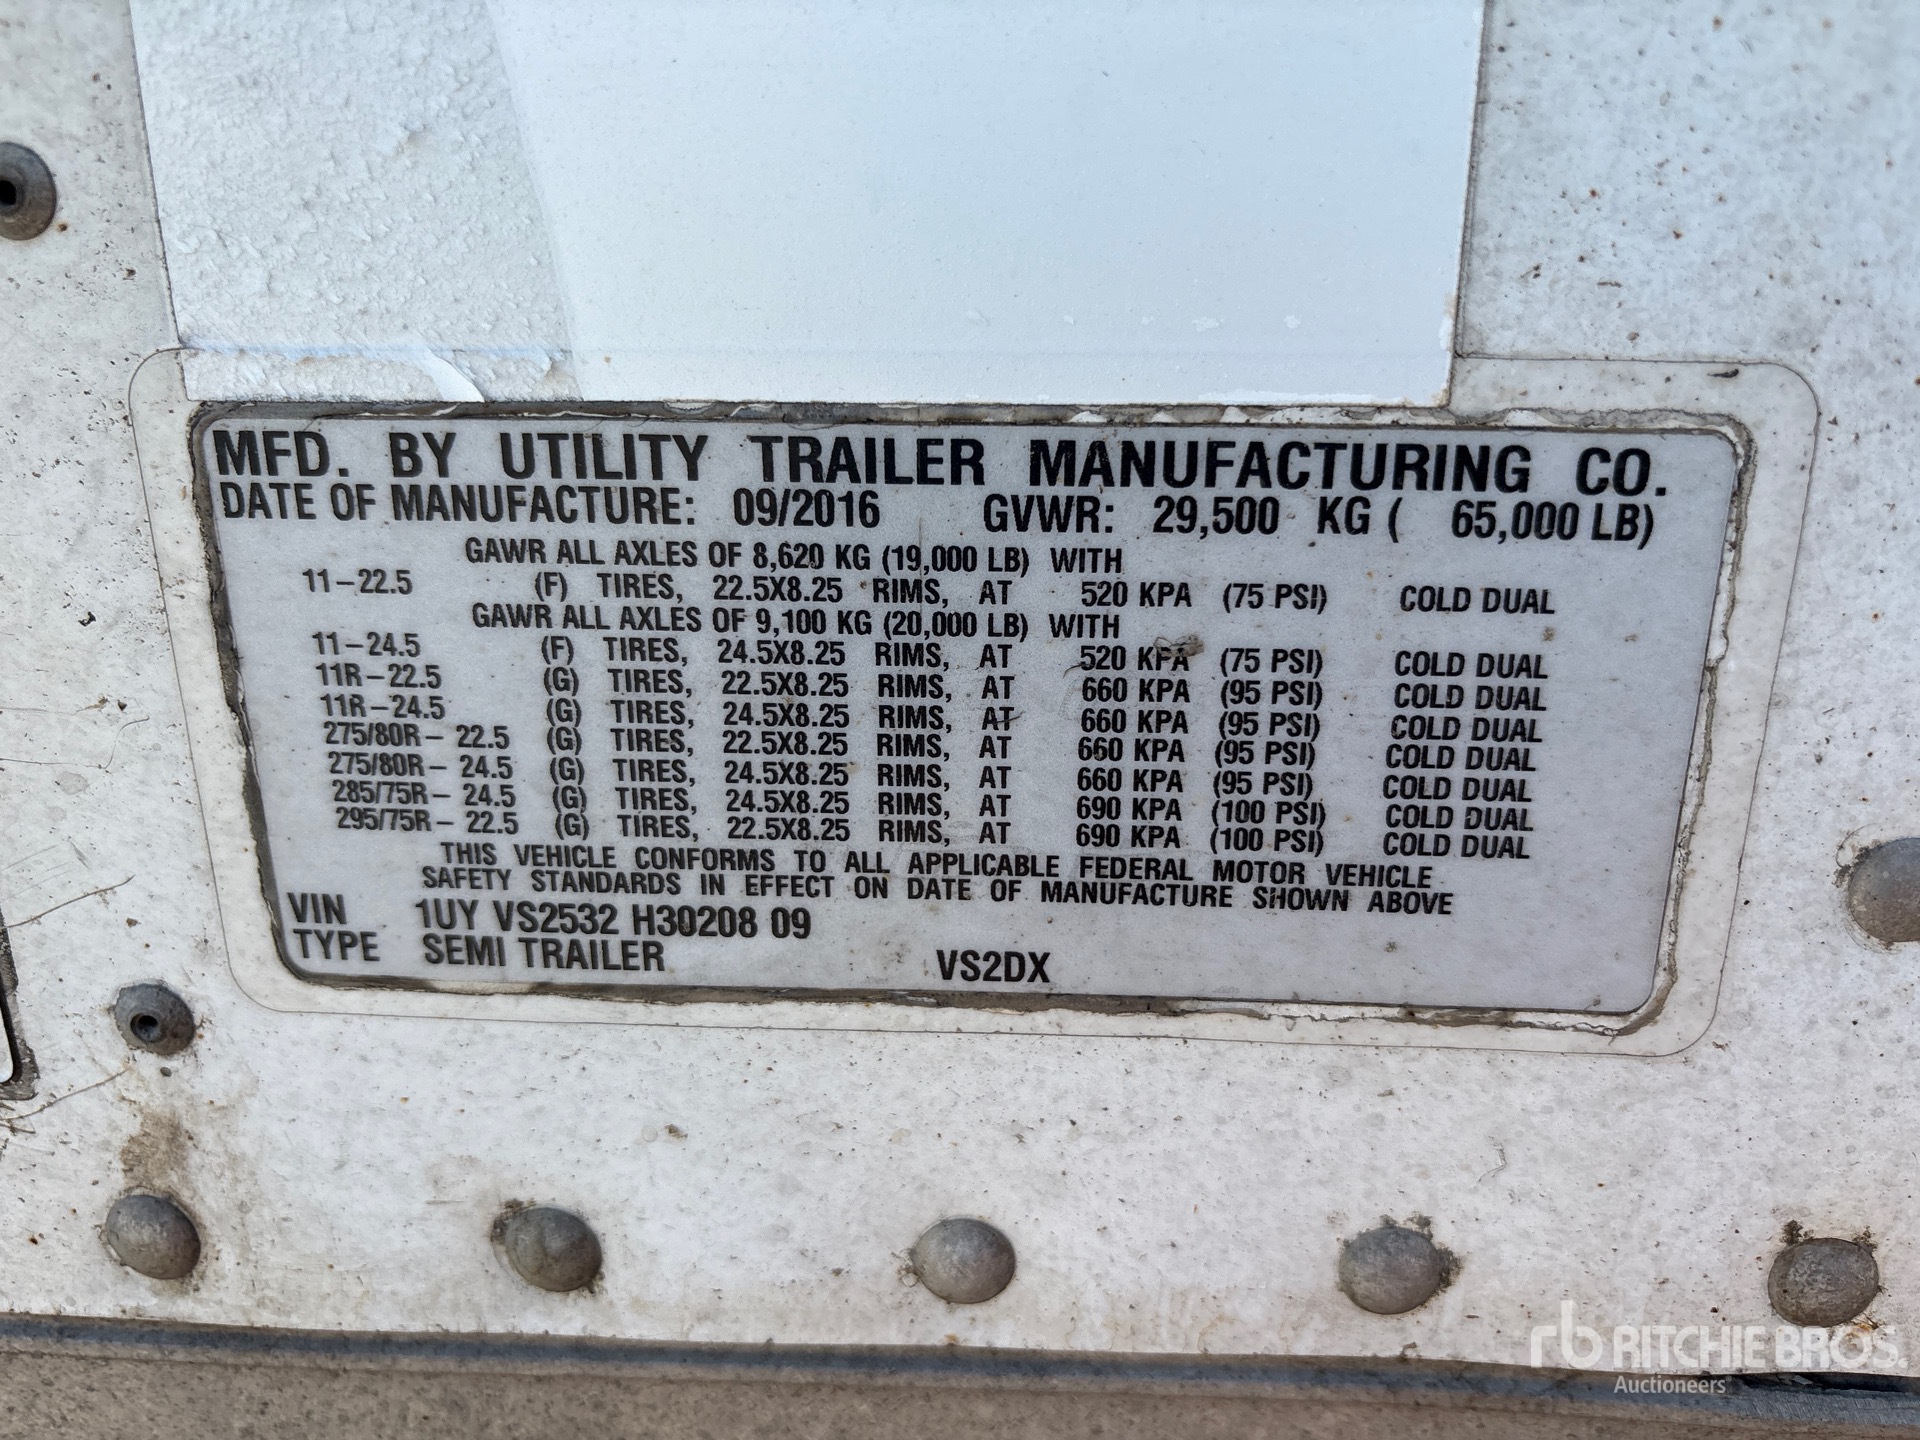 MFD. BY UTILITY TRAILER MANUFACTURING CO.
DATE OF MANUFACTURE: 09/2016 GVWR: 29,500 KG ( 65,000 LB)
GAWR ALL AXLES OF 8,620 KG (19,000 LB) WITH
11-22.5 (F) TIRES, 22.5X8.25 RIMS, AT 520 KPA (75 PSI) COLD DUAL
GAWR ALL AXLES OF 9,100 KG (20,000 LB) WITH
11-24.5 (F) TIRES, 24.5X8.25 RIMS, AT 520 KPA (75 PSI) COLD DUAL
11R-22.5 (G) TIRES, 22.5X8.25 RIMS, AT 660 KPA (95 PSI) COLD DUAL
11R-24.5 (G) TIRES, 24.5X8.25 RIMS, AT 660 KPA (95 PSI) COLD DUAL
275/80R-22.5 (G) TIRES, 22.5X8.25 RIMS, AT 660 KPA (95 PSI) COLD DUAL
275/80R-24.5 (G) TIRES, 24.5X8.25 RIMS, AT 660 KPA (95 PSI) COLD DUAL
285/75R-24.5 (G) TIRES, 24.5X8.25 RIMS, AT 690 KPA (100 PSI) COLD DUAL
295/75R-22.5 (G) TIRES, 22.5X8.25 RIMS, AT 690 KPA (100 PSI) COLD DUAL
THIS VEHICLE CONFORMS TO ALL APPLICABLE FEDERAL MOTOR VEHICLE
SAFETY STANDARDS IN EFFECT ON DATE OF MANUFACTURE SHOWN ABOVE
VIN 1UY VS2532 H30208 09
TYPE SEMI TRAILER VS2DX
rb RITCHIE BROS.
Auctioneers